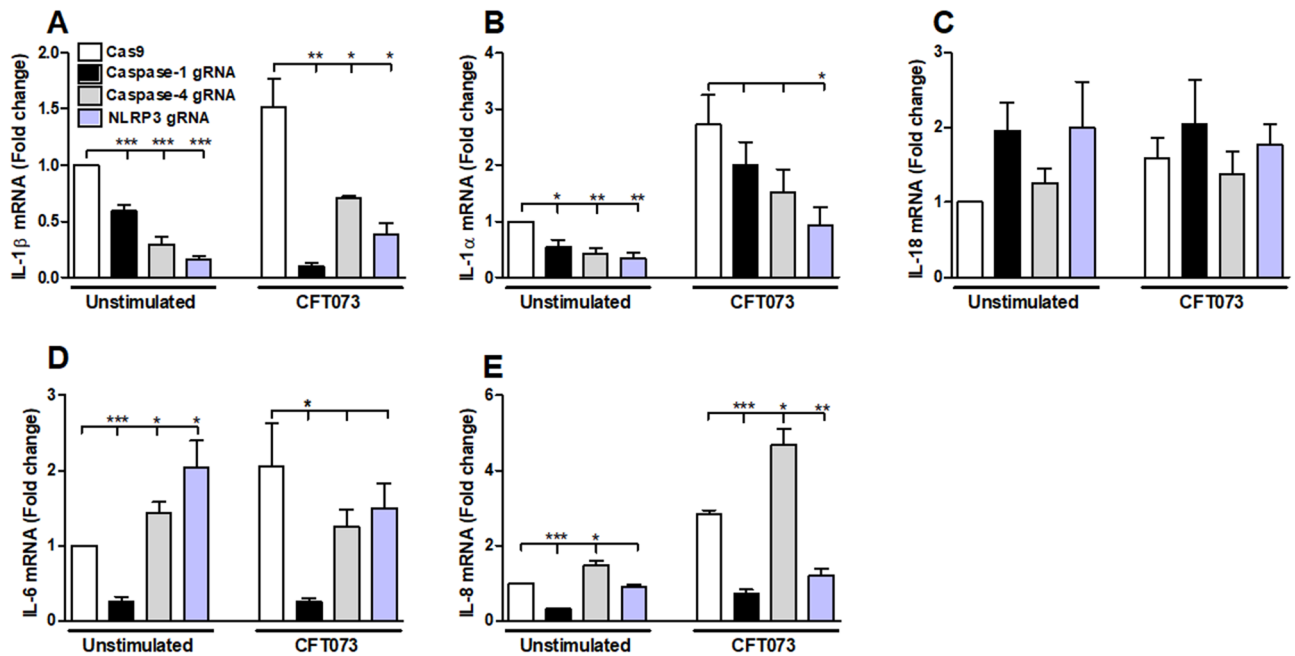 A
IL-1β mRNA (Fold change)
2.0
1.5
1.0
0.5
0.0
Cas9
Caspase-1 gRNA
Caspase-4 gRNA
NLRP3 gRNA
*** *** ***
** * *
Unstimulated CFT073
B
IL-1α mRNA (Fold change)
4
3
2
1
0
* ** **
*
Unstimulated CFT073
C
IL-18 mRNA (Fold change)
3
2
1
0
Unstimulated CFT073
D
IL-6 mRNA (Fold change)
3
2
1
0
*** * *
*
Unstimulated CFT073
E
IL-8 mRNA (Fold change)
6
4
2
0
*** *
*** * **
Unstimulated CFT073